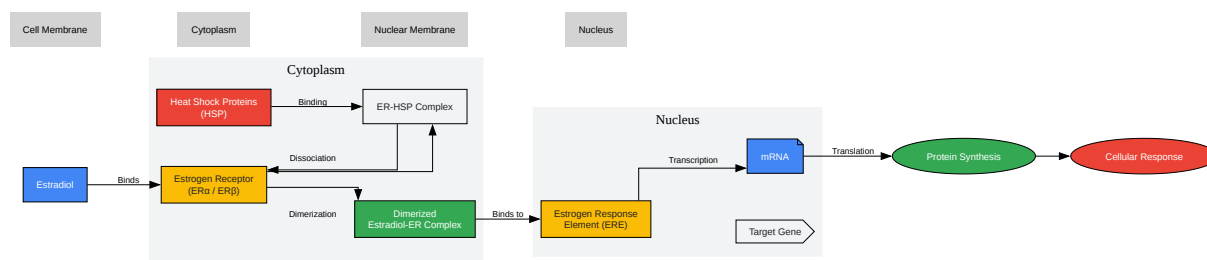 Cell Membrane
Cytoplasm
Nuclear Membrane
Nucleus
Cytoplasm
Heat Shock Proteins
(HSP)
Binding
ER-HSP Complex
Nucleus
Dissociation
Transcription
mRNA
Translation
Protein Synthesis
Cellular Response
Estradiol
Binds
Estrogen Receptor
(ERα / ERβ)
Dimerization
Dimerized
Estradiol-ER Complex
Binds to
Estrogen Response
Element (ERE)
Target Gene